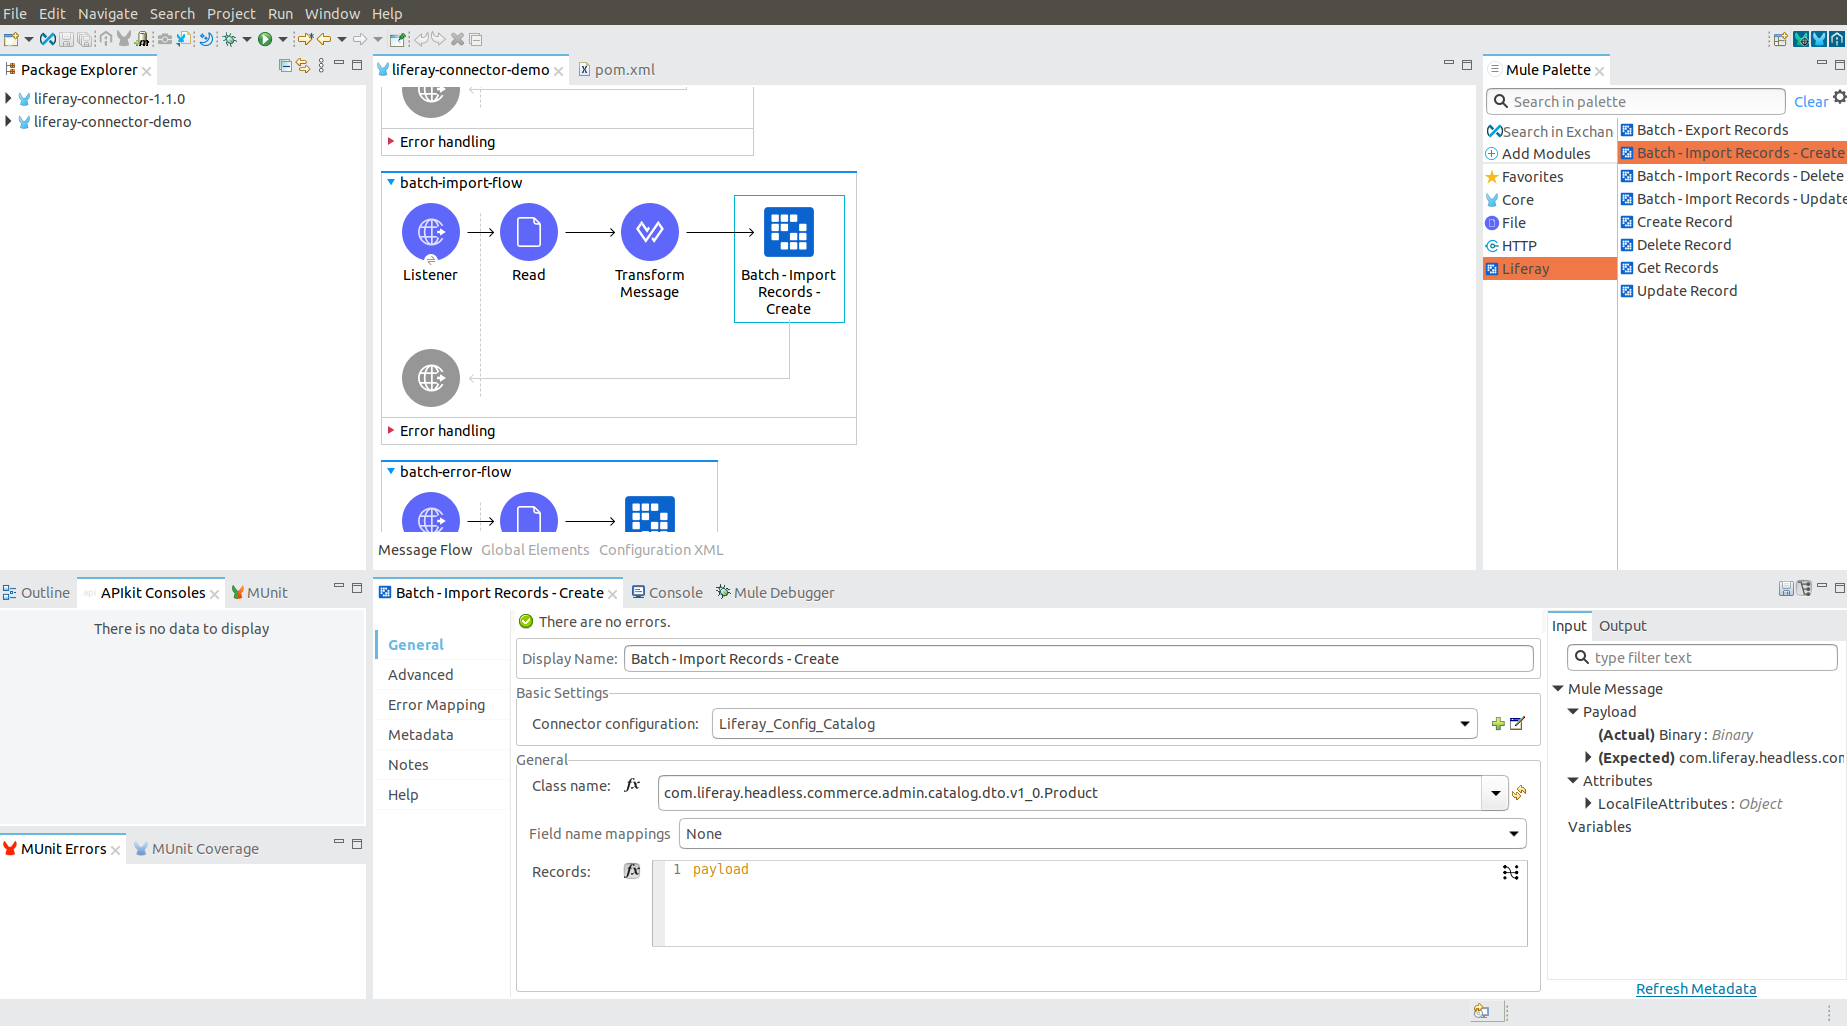 File Edit Navigate Search Project Run Window Help
Package Explorer
liferay-connector-1.1.0
liferay-connector-demo
liferay-connector-demo
pom.xml
Error handling
batch-import-flow
Listener
Read
Transform
Message
Batch - Import
Records -
Create
Error handling
batch-error-flow
Message Flow Global Elements Configuration XML
Mule Palette
Search in palette
Clear
Search in Exchan
Add Modules
Favorites
Core
File
HTTP
Liferay
Batch - Export Records
Batch - Import Records - Create
Batch - Import Records - Delete
Batch - Import Records - Update
Create Record
Delete Record
Get Records
Update Record
Outline
APIkit Consoles
MUnit
There is no data to display
MUnit Errors
MUnit Coverage
Batch - Import Records - Create
Console
Mule Debugger
There are no errors.
General
Advanced
Error Mapping
Metadata
Notes
Help
Display Name: Batch - Import Records - Create
Basic Settings
Connector configuration: Liferay_Config_Catalog
General
Class name: fx com.liferay.headless.commerce.admin.catalog.dto.v1_0.Product
Field name mappings None
Records: fx 1 payload
Input Output
type filter text
Mule Message
Payload
(Actual) Binary : Binary
(Expected) com.liferay.headless.cor
Attributes
LocalFileAttributes : Object
Variables
Refresh Metadata